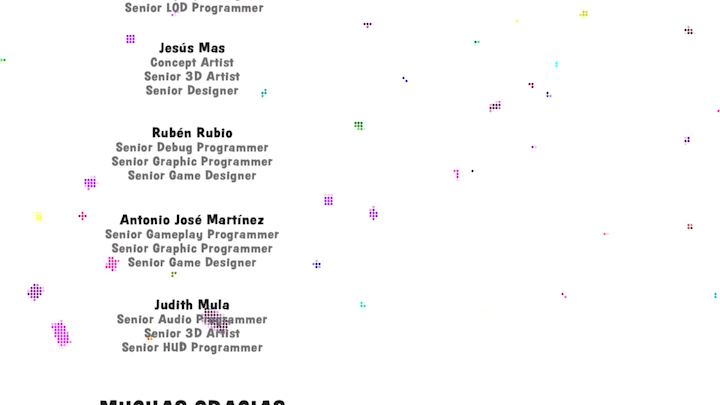 Senior LOD Programmer
Jesús Mas
Concept Artist
Senior 3D Artist
Senior Designer
Rubén Rubio
Senior Debug Programmer
Senior Graphic Programmer
Senior Game Designer
Antonio José Martínez
Senior Gameplay Programmer
Senior Graphic Programmer
Senior Game Designer
Judith Mula
Senior Audio Programmer
Senior 3D Artist
Senior HUD Programmer
MUCHAS GRACIAS